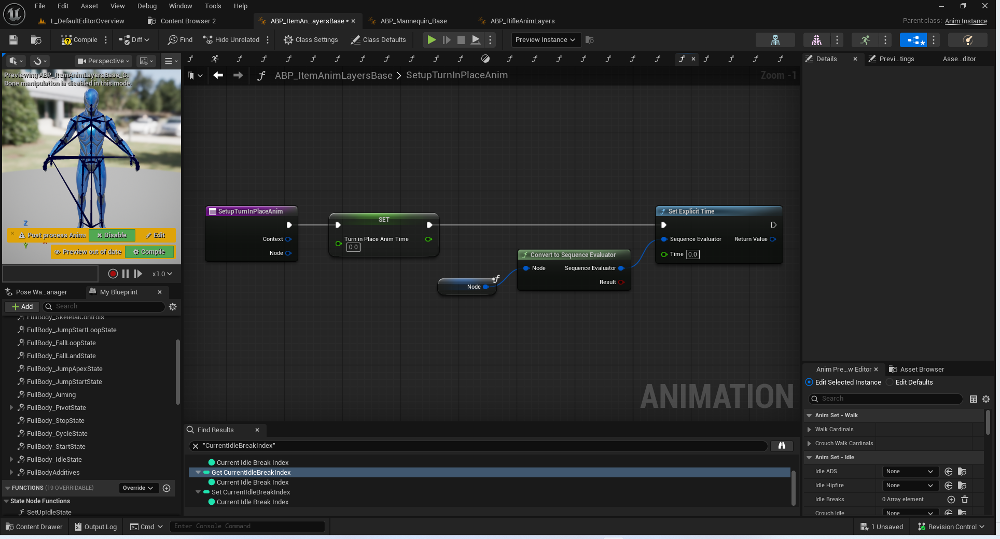 File Edit Asset View Debug Window Tools Help
L_DefaultEditorOverview
Content Browser 2
ABP_ItemAn...ayersBase •
ABP_Mannequin_Base
ABP_RifleAnimLayers
Parent class: Anim Instance
Compile
Diff
Find
Hide Unrelated
Class Settings
Class Defaults
Preview Instance
Perspective
Details
Previ...tings
Asse...ditor
Previewing ABP_ItemAnimLayersBase_C.
Bone manipulation is disabled in this mode.
ABP_ItemAnimLayersBase > SetupTurnInPlaceAnim
Zoom -1
SetupTurnInPlaceAnim
Context
Node
SET
Turn in Place Anim Time
0.0
Node
Convert to Sequence Evaluator
Node
Sequence Evaluator
Result
Set Explicit Time
Sequence Evaluator
Return Value
Time 0.0
ANIMATION
Z
Y
Post process Anim
Disable
Edit
Preview out of date
Compile
x1.0
Pose Wa...anager
My Blueprint
Add
Search
FullBody_SkeletalControls
FullBody_JumpStartLoopState
FullBody_FallLoopState
FullBody_FallLandState
FullBody_JumpApexState
FullBody_JumpStartState
FullBody_Aiming
FullBody_PivotState
FullBody_StopState
FullBody_CycleState
FullBody_StartState
FullBody_IdleState
FullBodyAdditives
FUNCTIONS (19 OVERRIDABLE)
Override
State Node Functions
SetUpIdleState
Find Results
"CurrentIdleBreakIndex"
Current Idle Break Index
Get CurrentIdleBreakIndex
Current Idle Break Index
Set CurrentIdleBreakIndex
Current Idle Break Index
Anim Pre...w Editor
Asset Browser
Edit Selected Instance
Edit Defaults
Search
Anim Set - Walk
Walk Cardinals
Crouch Walk Cardinals
Anim Set - Idle
Idle ADS
None
Idle Hipfire
None
Idle Breaks
0 Array element
Crouch Idle
None
Content Drawer
Output Log
Cmd
Enter Console Command
1 Unsaved
Revision Control